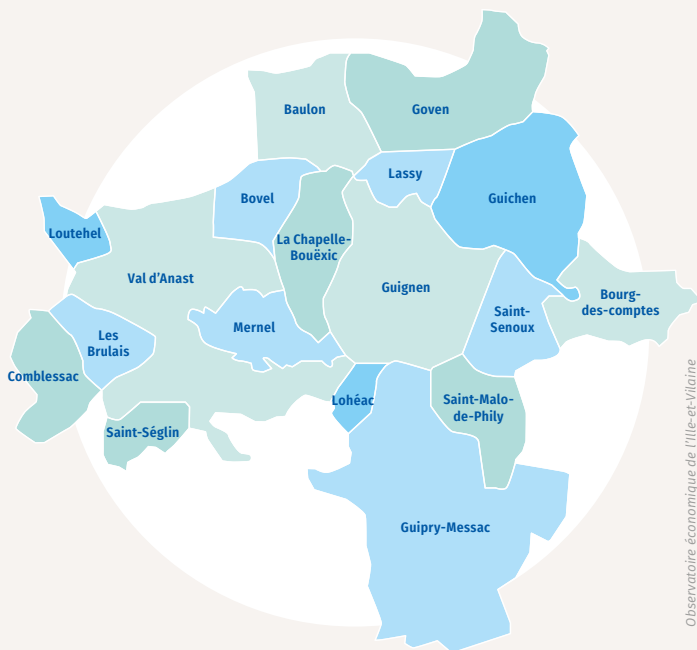 Baulon
Goven
Lassy
Bovel
Guichen
Loutehel
La Chapelle-
Bouëxic
Val d'Anast
Guignen
Bourg-
des-comptes
Saint-
Senoux
Mernel
Les
Brulais
Comblessac
Lohéac
Saint-Malo-
de-Phily
Saint-Séglin
Guipry-Messac
Observatoire économique de l'Ille-et-Vilaine